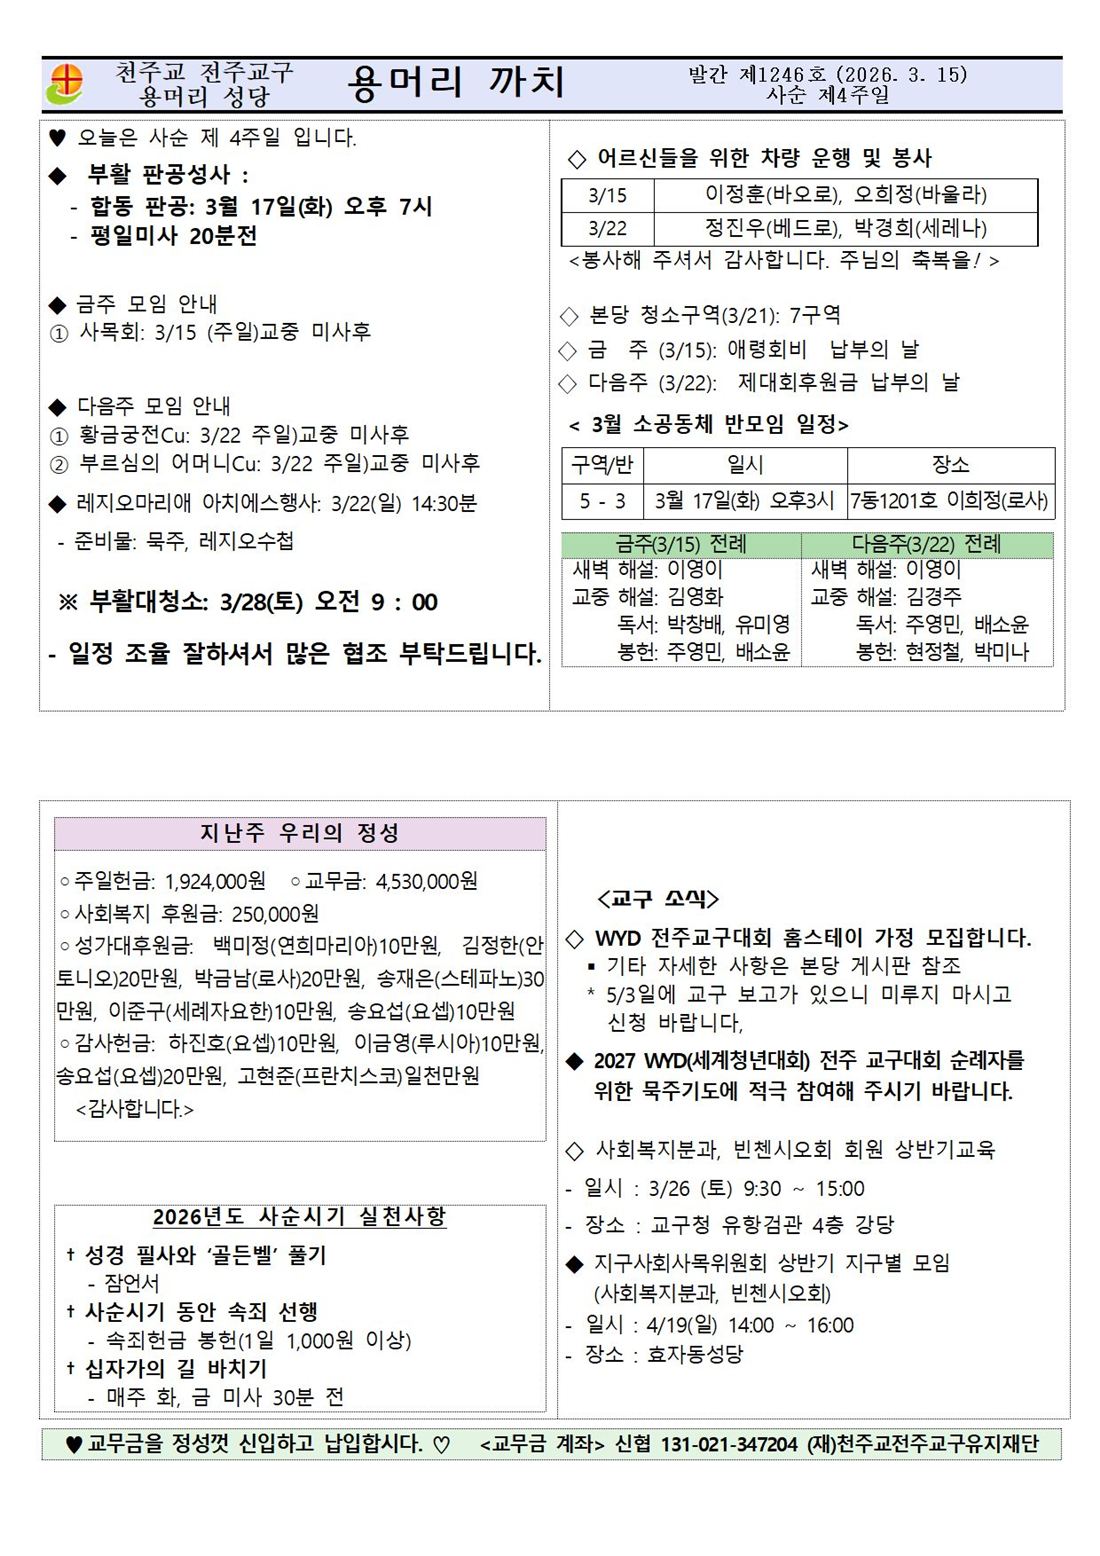 천주교 전주교구
용머리 성당
용머리 까치
발간 제1246호 (2026. 3. 15)
사순 제4주일
♥ 오늘은 사순 제 4주일 입니다.
◆ 부활 판공성사 :
- 합동 판공: 3월 17일(화) 오후 7시
- 평일미사 20분전
◆ 금주 모임 안내
① 사목회: 3/15 (주일)교중 미사후
◆ 다음주 모임 안내
① 황금궁전Cu: 3/22 주일)교중 미사후
② 부르심의 어머니Cu: 3/22 주일)교중 미사후
◆ 레지오마리애 아치에스행사: 3/22(일) 14:30분
- 준비물: 묵주, 레지오수첩
※ 부활대청소: 3/28(토) 오전 9 : 00
- 일정 조율 잘하셔서 많은 협조 부탁드립니다.
◇ 어르신들을 위한 차량 운행 및 봉사
3/15 이정훈(바오로), 오희정(바울라)
3/22 정진우(베드로), 박경희(세레나)
<봉사해 주셔서 감사합니다. 주님의 축복을! >
◇ 본당 청소구역(3/21): 7구역
◇ 금 주 (3/15): 애령회비 납부의 날
◇ 다음주 (3/22): 제대회후원금 납부의 날
< 3월 소공동체 반모임 일정>
구역/반 일시 장소
5 - 3 3월 17일(화) 오후3시 7동1201호 이희정(로사)
금주(3/15) 전례 다음주(3/22) 전례
새벽 해설: 이영이 새벽 해설: 이영이
교중 해설: 김영화 교중 해설: 김경주
독서: 박창배, 유미영 독서: 주영민, 배소윤
봉헌: 주영민, 배소윤 봉헌: 현정철, 박미나
지난주 우리의 정성
○주일헌금: 1,924,000원 ○교무금: 4,530,000원
○사회복지 후원금: 250,000원
○성가대후원금: 백미정(연희마리아)10만원, 김정한(안
토니오)20만원, 박금남(로사)20만원, 송재은(스테파노)30
만원, 이준구(세례자요한)10만원, 송요섭(요셉)10만원
○감사헌금: 하진호(요셉)10만원, 이금영(루시아)10만원,
송요섭(요셉)20만원, 고현준(프란치스코)일천만원
<감사합니다.>
2026년도 사순시기 실천사항
† 성경 필사와 ‘골든벨’ 풀기
- 잠언서
† 사순시기 동안 속죄 선행
- 속죄헌금 봉헌(1일 1,000원 이상)
† 십자가의 길 바치기
- 매주 화, 금 미사 30분 전
<교구 소식>
◇ WYD 전주교구대회 홈스테이 가정 모집합니다.
▪ 기타 자세한 사항은 본당 게시판 참조
* 5/3일에 교구 보고가 있으니 미루지 마시고
신청 바랍니다,
◆ 2027 WYD(세계청년대회) 전주 교구대회 순례자를
위한 묵주기도에 적극 참여해 주시기 바랍니다.
◇ 사회복지분과, 빈첸시오회 회원 상반기교육
- 일시 : 3/26 (토) 9:30 ~ 15:00
- 장소 : 교구청 유항검관 4층 강당
◆ 지구사회사목위원회 상반기 지구별 모임
(사회복지분과, 빈첸시오회)
- 일시 : 4/19(일) 14:00 ~ 16:00
- 장소 : 효자동성당
♥교무금을 정성껏 신입하고 납입합시다. ♡ <교무금 계좌> 신협 131-021-347204 (재)천주교전주교구유지재단